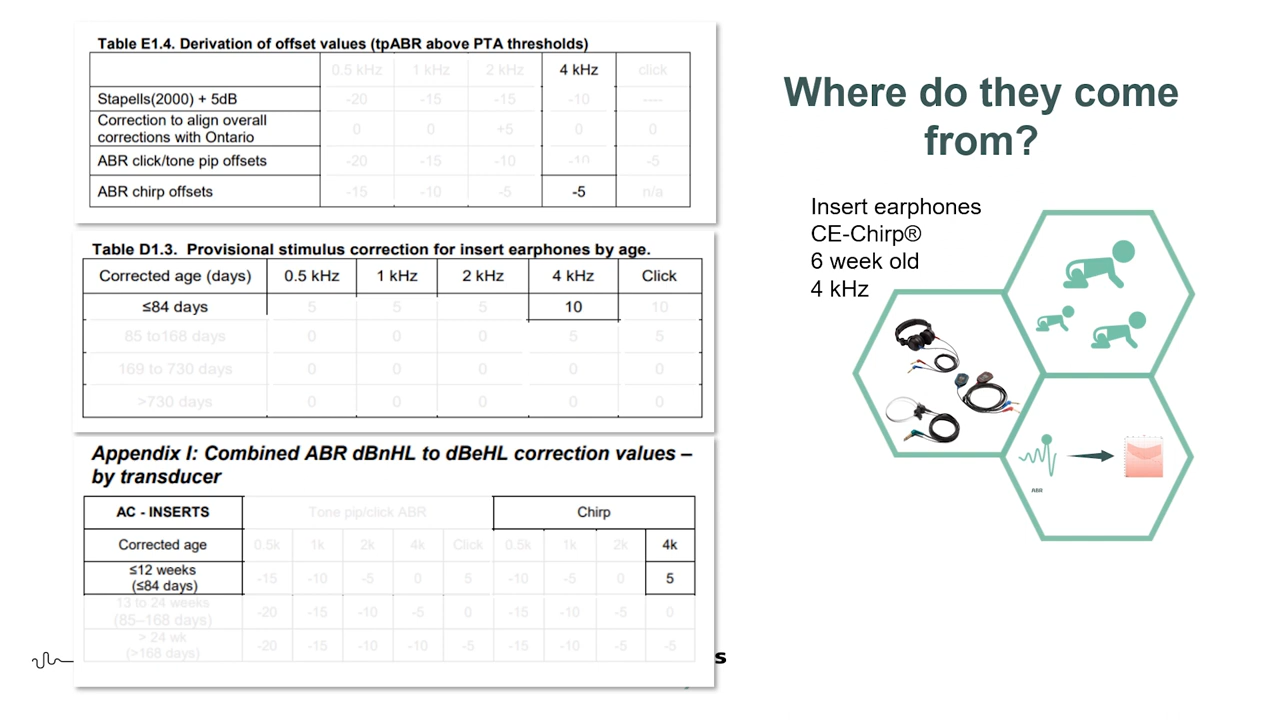 Table E1.4. Derivation of offset values (tpABR above PTA thresholds)
0.5 kHz 1 kHz 2 kHz 4 kHz click
Stapells(2000) + 5dB -20 -15 -15 -10 ----
Correction to align overall
corrections with Ontario 0 0 +5 0 0
ABR click/tone pip offsets -20 -15 -10 -10 -5
ABR chirp offsets -15 -10 -5 -5 n/a
Table D1.3. Provisional stimulus correction for insert earphones by age.
Corrected age (days) 0.5 kHz 1 kHz 2 kHz 4 kHz Click
≤84 days 5 5 5 10 10
85 to168 days 0 0 0 5 5
169 to 730 days 0 0 0 0 0
>730 days 0 0 0 0 0
Appendix I: Combined ABR dBnHL to dBeHL correction values –
by transducer
AC - INSERTS Tone pip/click ABR Chirp
Corrected age 0.5k 1k 2k 4k Click 0.5k 1k 2k 4k
≤12 weeks
(≤84 days) -15 -10 -5 0 5 -10 -5 0 5
13 to 24 weeks
(85–168 days) -20 -15 -10 -5 0 -15 -10 -5 0
> 24 wk
(>168 days) -20 -15 -10 -10 -5 -15 -10 -5 -5
s
Where do they come
from?
Insert earphones
CE-Chirp®
6 week old
4 kHz
ABR